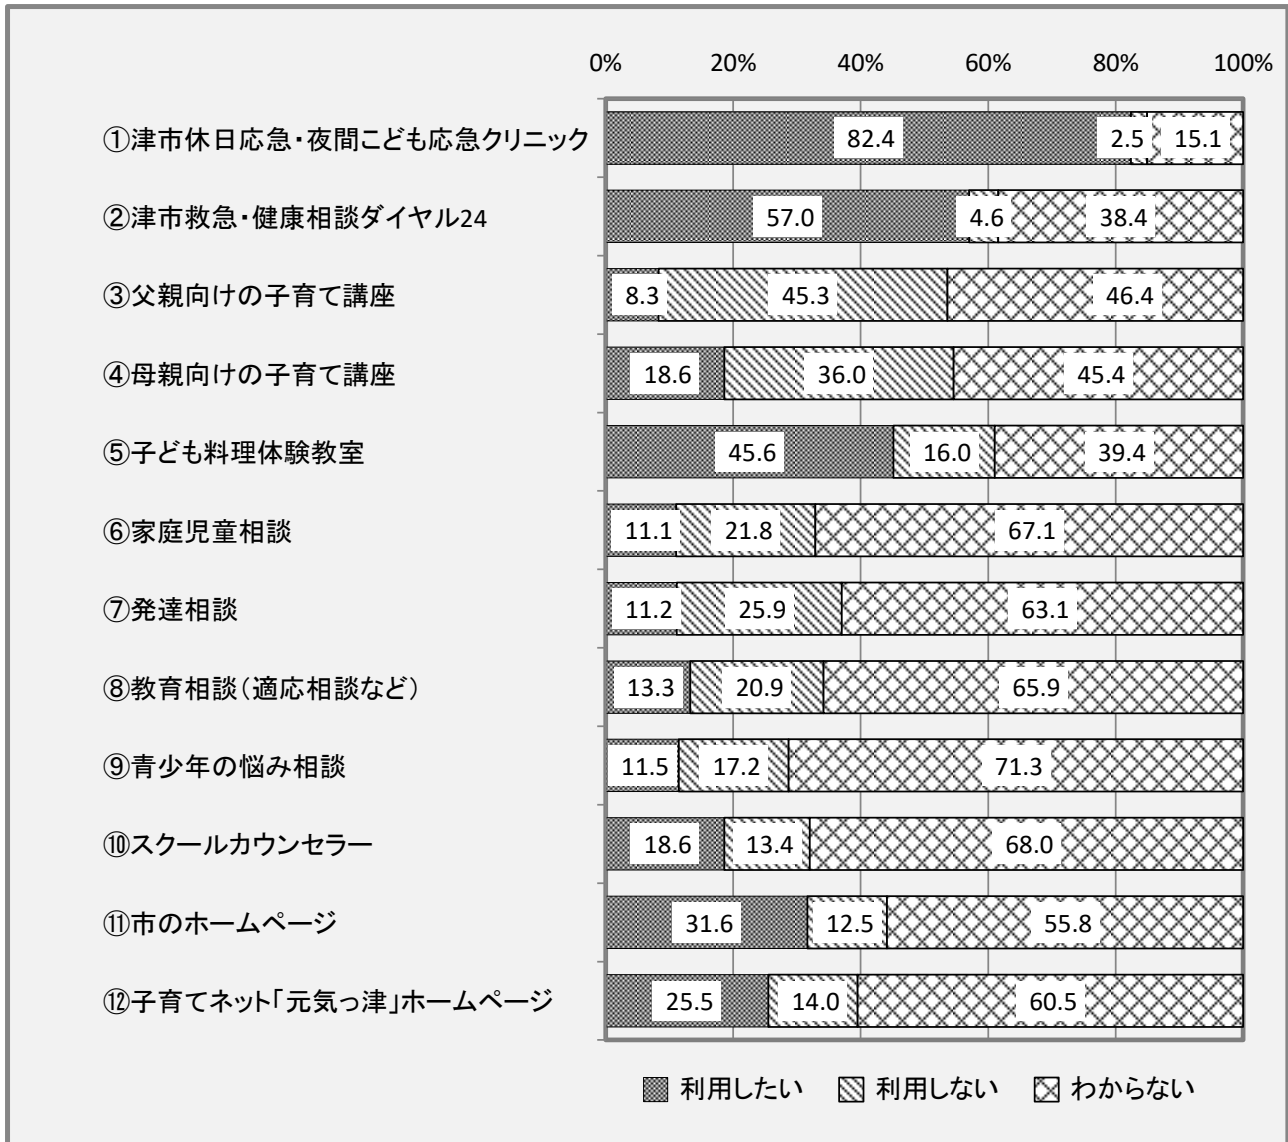 0% 20% 40% 60% 80% 100%
①津市休日応急・夜間こども応急クリニック 82.4 2.5 15.1
②津市救急・健康相談ダイヤル24 57.0 4.6 38.4
③父親向けの子育て講座 8.3 45.3 46.4
④母親向けの子育て講座 18.6 36.0 45.4
⑤子ども料理体験教室 45.6 16.0 39.4
⑥家庭児童相談 11.1 21.8 67.1
⑦発達相談 11.2 25.9 63.1
⑧教育相談(適応相談など) 13.3 20.9 65.9
⑨青少年の悩み相談 11.5 17.2 71.3
⑩スクールカウンセラー 18.6 13.4 68.0
⑪市のホームページ 31.6 12.5 55.8
⑫子育てネット「元気っ津」ホームページ 25.5 14.0 60.5
利用したい 利用しない わからない